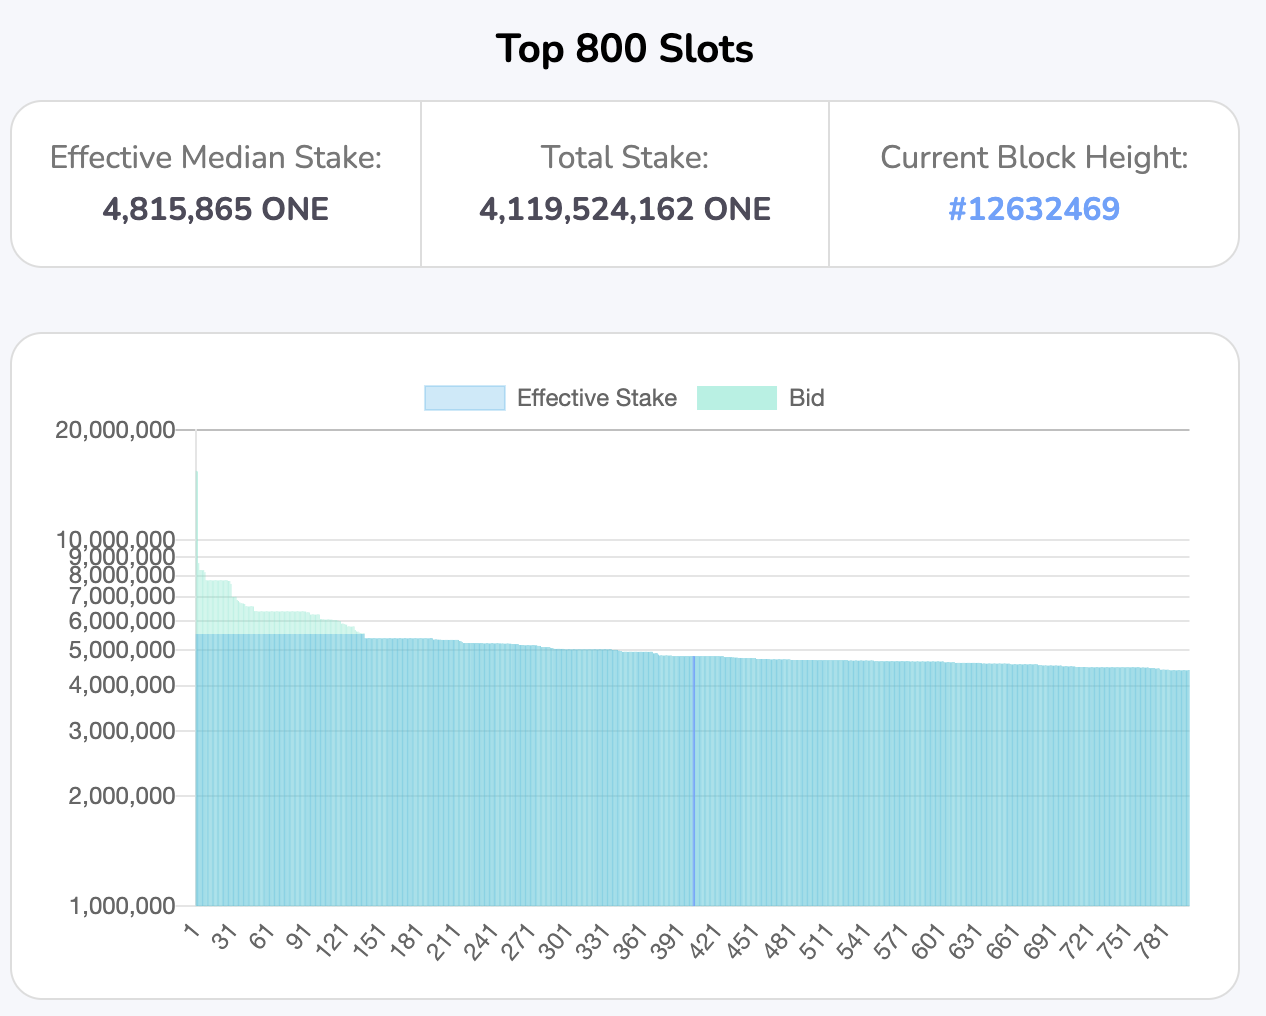 Top 800 Slots
Effective Median Stake:
4,815,865 ONE
Total Stake:
4,119,524,162 ONE
Current Block Height:
#12632469
Effective Stake
Bid
20,000,000
10,000,000
9,000,000
8,000,000
7,000,000
6,000,000
5,000,000
4,000,000
3,000,000
2,000,000
1,000,000
1 31 61 91 121 151 181 211 241 271 301 331 361 391 421 451 481 511 541 571 601 631 661 691 721 751 781